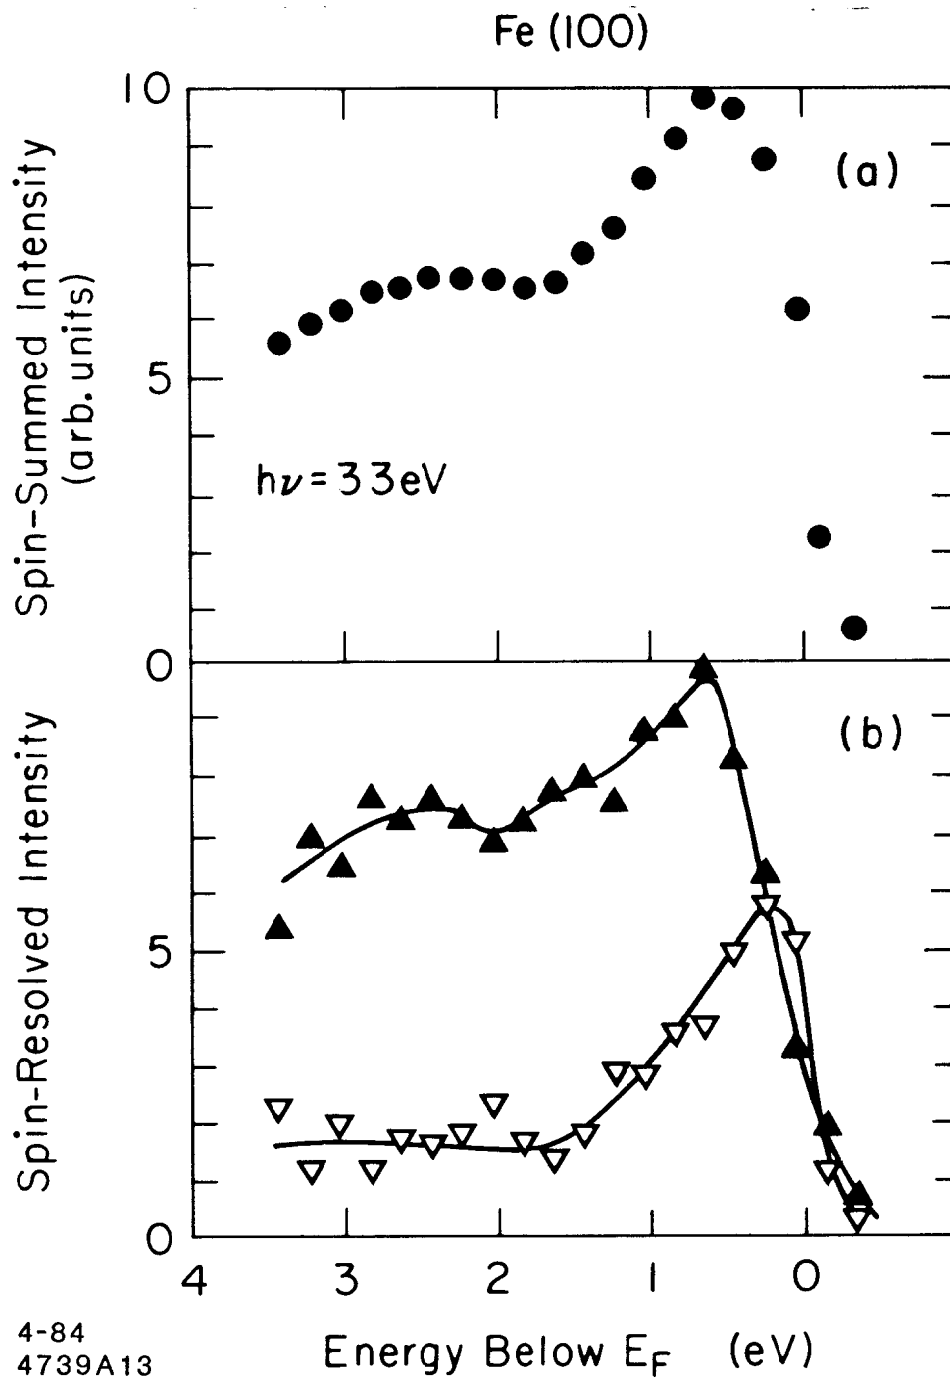 Fe (100)
10
5
0
Spin-Summed Intensity
(arb. units)
(a)
hν = 33eV
(b)
5
0
Spin-Resolved Intensity
4 3 2 1 0
Energy Below E_F (eV)
4-84
4739A13